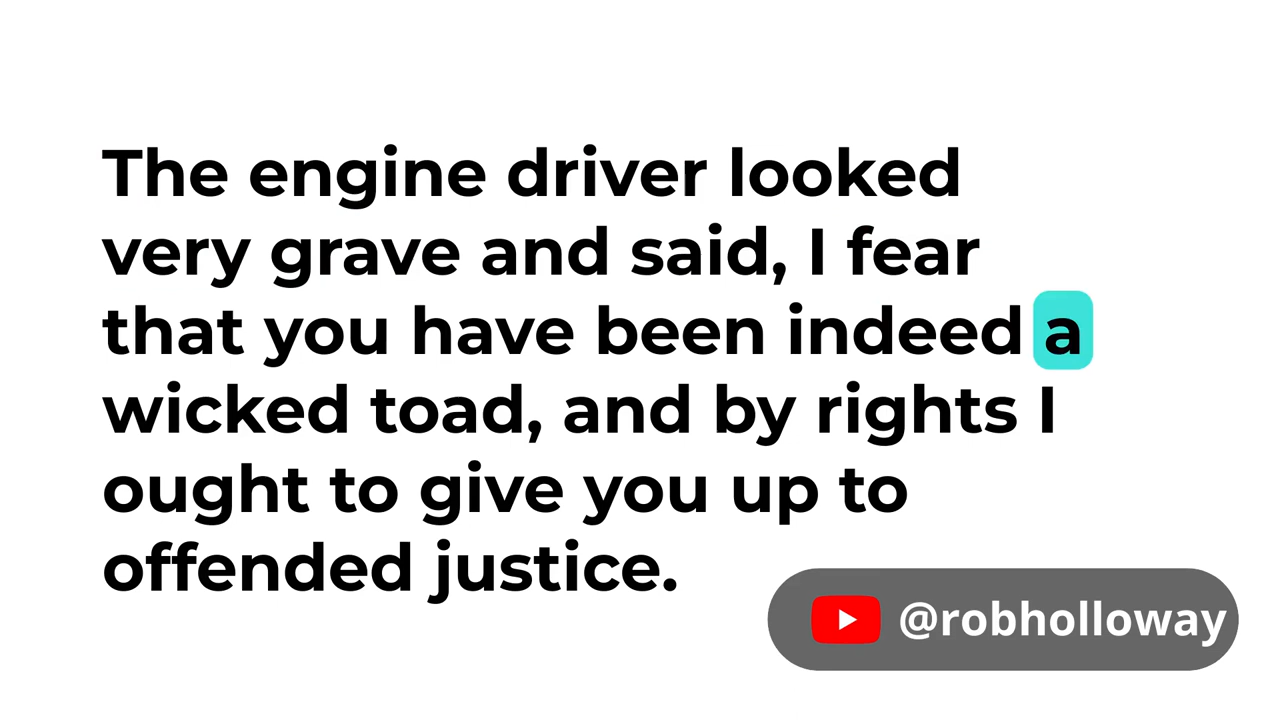 The engine driver looked
very grave and said, I fear
that you have been indeed a
wicked toad, and by rights I
ought to give you up to
offended justice.
@robholloway